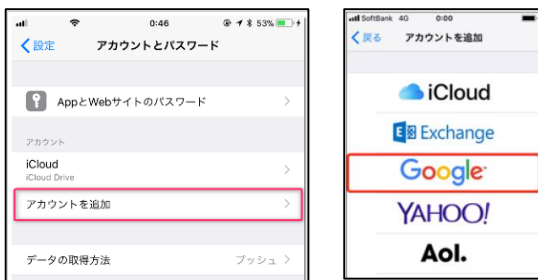 0:46
53%
設定
アカウントとパスワード
AppとWebサイトのパスワード
アカウント
iCloud
iCloud Drive
アカウントを追加
データの取得方法
プッシュ
SoftBank 4G 0:00
戻る
アカウントを追加
iCloud
Exchange
Google
YAHOO!
Aol.